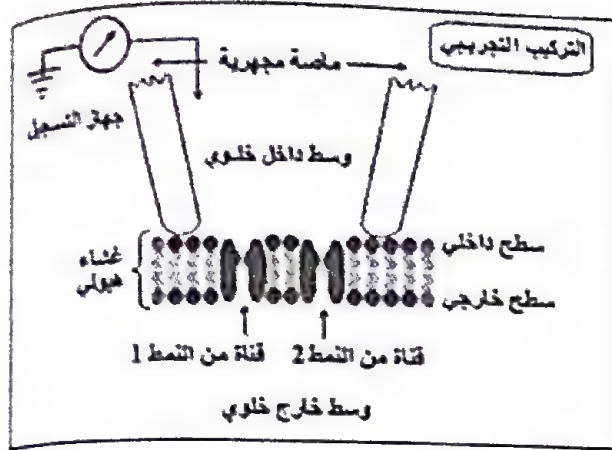 التركيب التجريبي
ماصة مجهرية
جهاز التسجيل
وسط داخل خلوي
سطح داخلي
غشاء
هيولي
سطح خارجي
قناة من النمط 2
قناة من النمط 1
وسط خارج خلوي